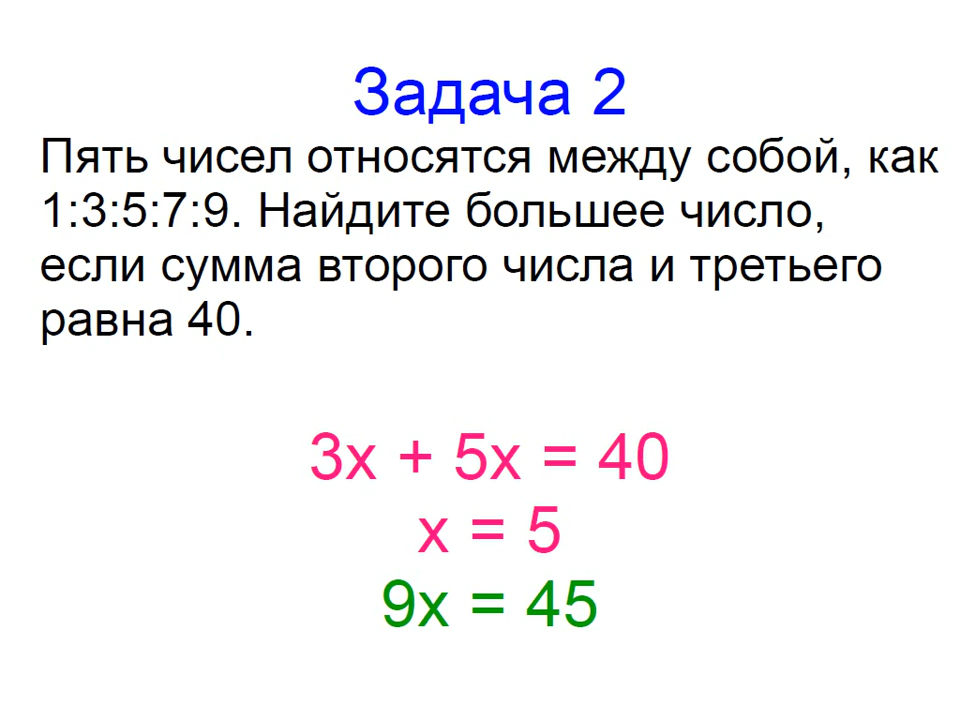 Задача 2
Пять чисел относятся между собой, как
1:3:5:7:9. Найдите большее число,
если сумма второго числа и третьего
равна 40.
3x + 5x = 40
x = 5
9x = 45